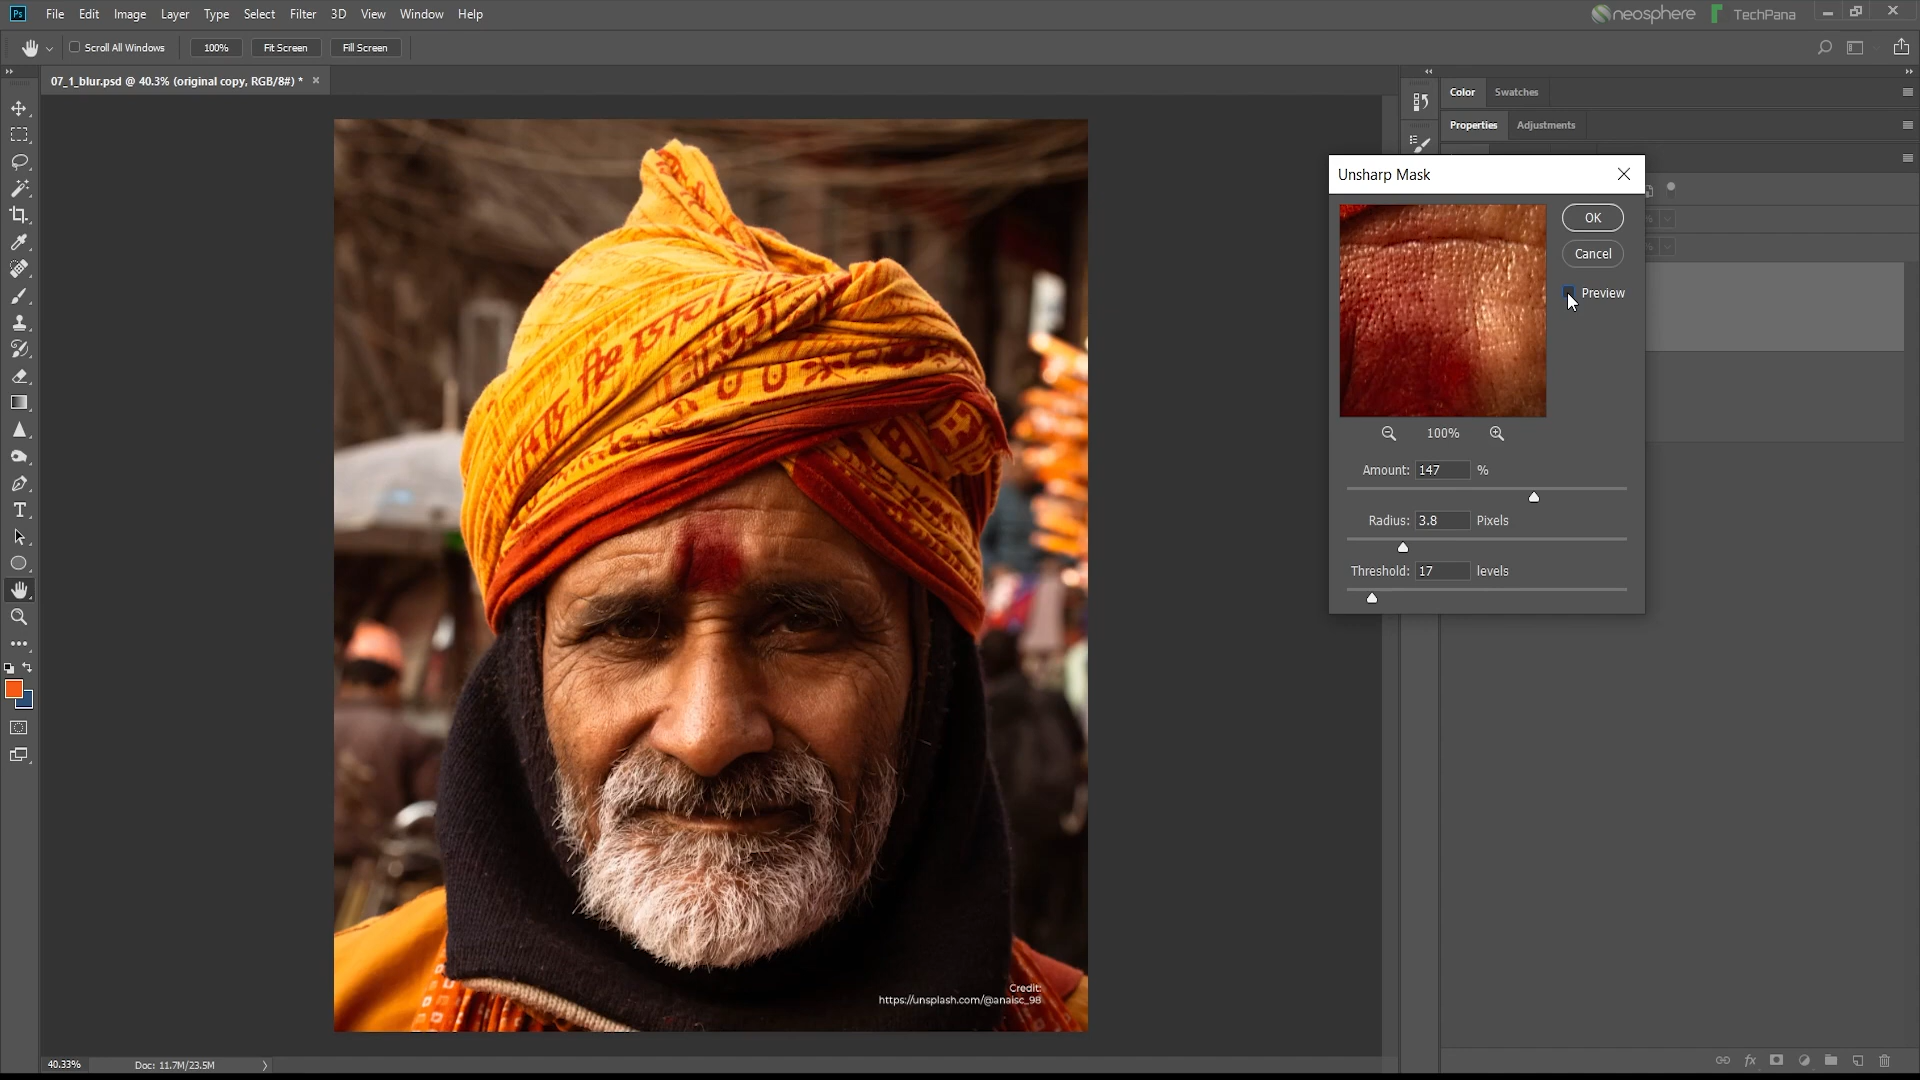 Ps File Edit Image Layer Type Select Filter 3D View Window Help
neosphere TechPana
Scroll All Windows 100% Fit Screen Fill Screen
07_1_blur.psd @ 40.3% (original copy, RGB/8#) * ×
Color Swatches
Properties Adjustments
Unsharp Mask
OK
Cancel
Preview
100%
Amount: 147 %
Radius: 3.8 Pixels
Threshold: 17 levels
Credit:
https://unsplash.com/@anaisc_98
40.33% Doc: 11.7M/23.5M
fx